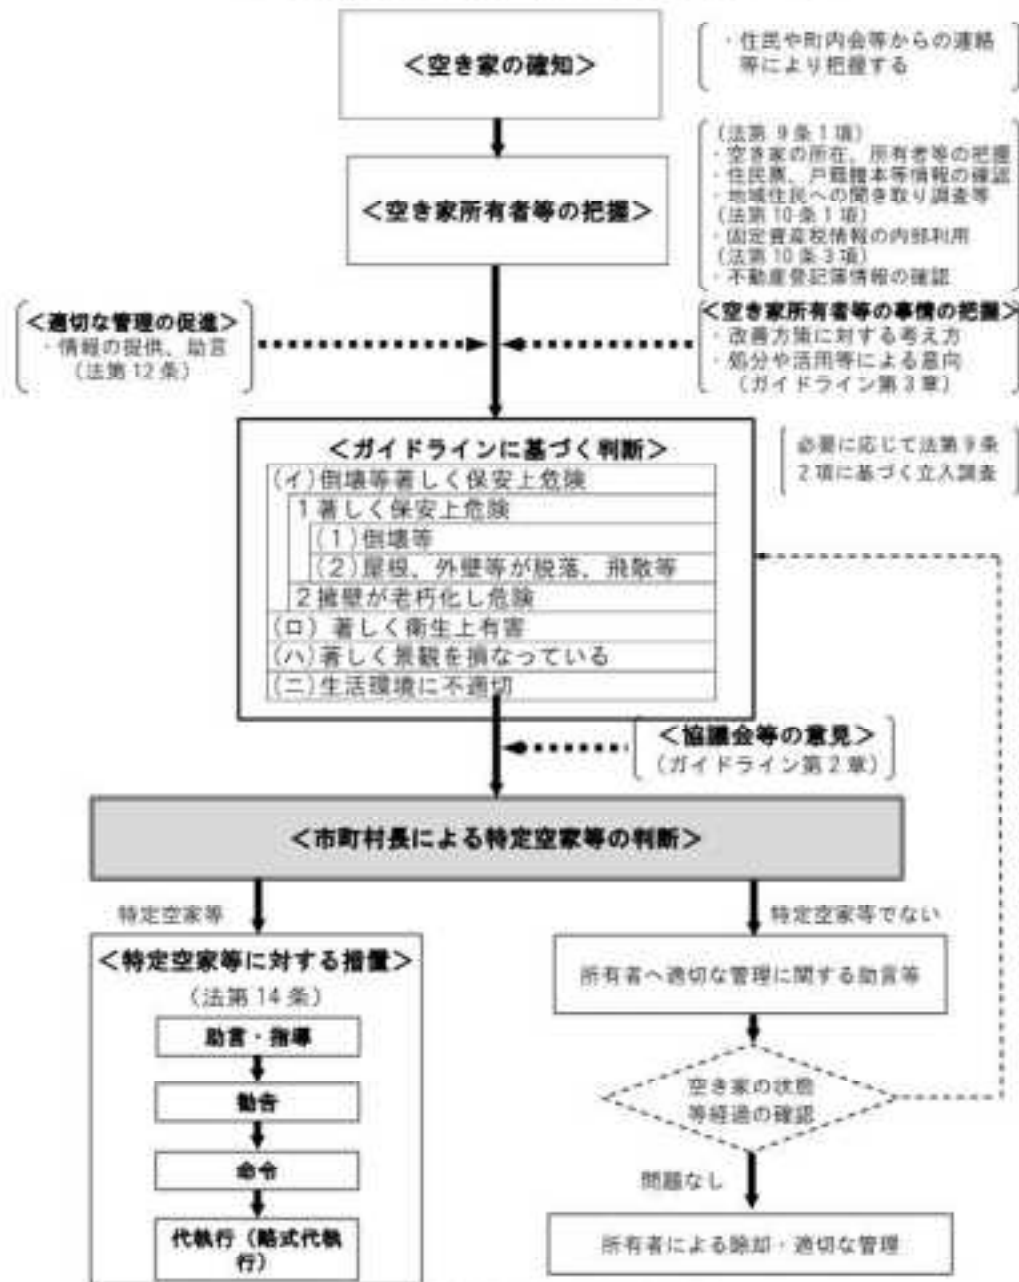 <空き家の確知>
・住民や町内会等からの連絡
等により把握する
<空き家所有者等の把握>
(法第9条1項)
・空き家の所在、所有者等の把握
・住民票、戸籍謄本等情報の確認
・地域住民への聞き取り調査等
(法第10条1項)
・固定資産税情報の内部利用
(法第10条3項)
・不動産登記簿情報の確認
<適切な管理の促進>
・情報の提供、助言
(法第12条)
<空き家所有者等の事情の把握>
・改善方策に対する考え方
・処分や活用等による意向
(ガイドライン第3章)
<ガイドラインに基づく判断>
(イ)倒壊等著しく保安上危険
1著しく保安上危険
(1)倒壊等
(2)屋根、外壁等が脱落、飛散等
2擁壁が老朽化し危険
(ロ)著しく衛生上有害
(ハ)著しく景観を損なっている
(ニ)生活環境に不適切
必要に応じて法第9条
2項に基づく立入調査
<協議会等の意見>
(ガイドライン第2章)
<市町村長による特定空家等の判断>
特定空家等
特定空家等でない
<特定空家等に対する措置>
(法第14条)
助言・指導
勧告
命令
代執行(略式代執
行)
所有者へ適切な管理に関する助言等
空き家の状態
等経過の確認
問題なし
所有者による除却・適切な管理